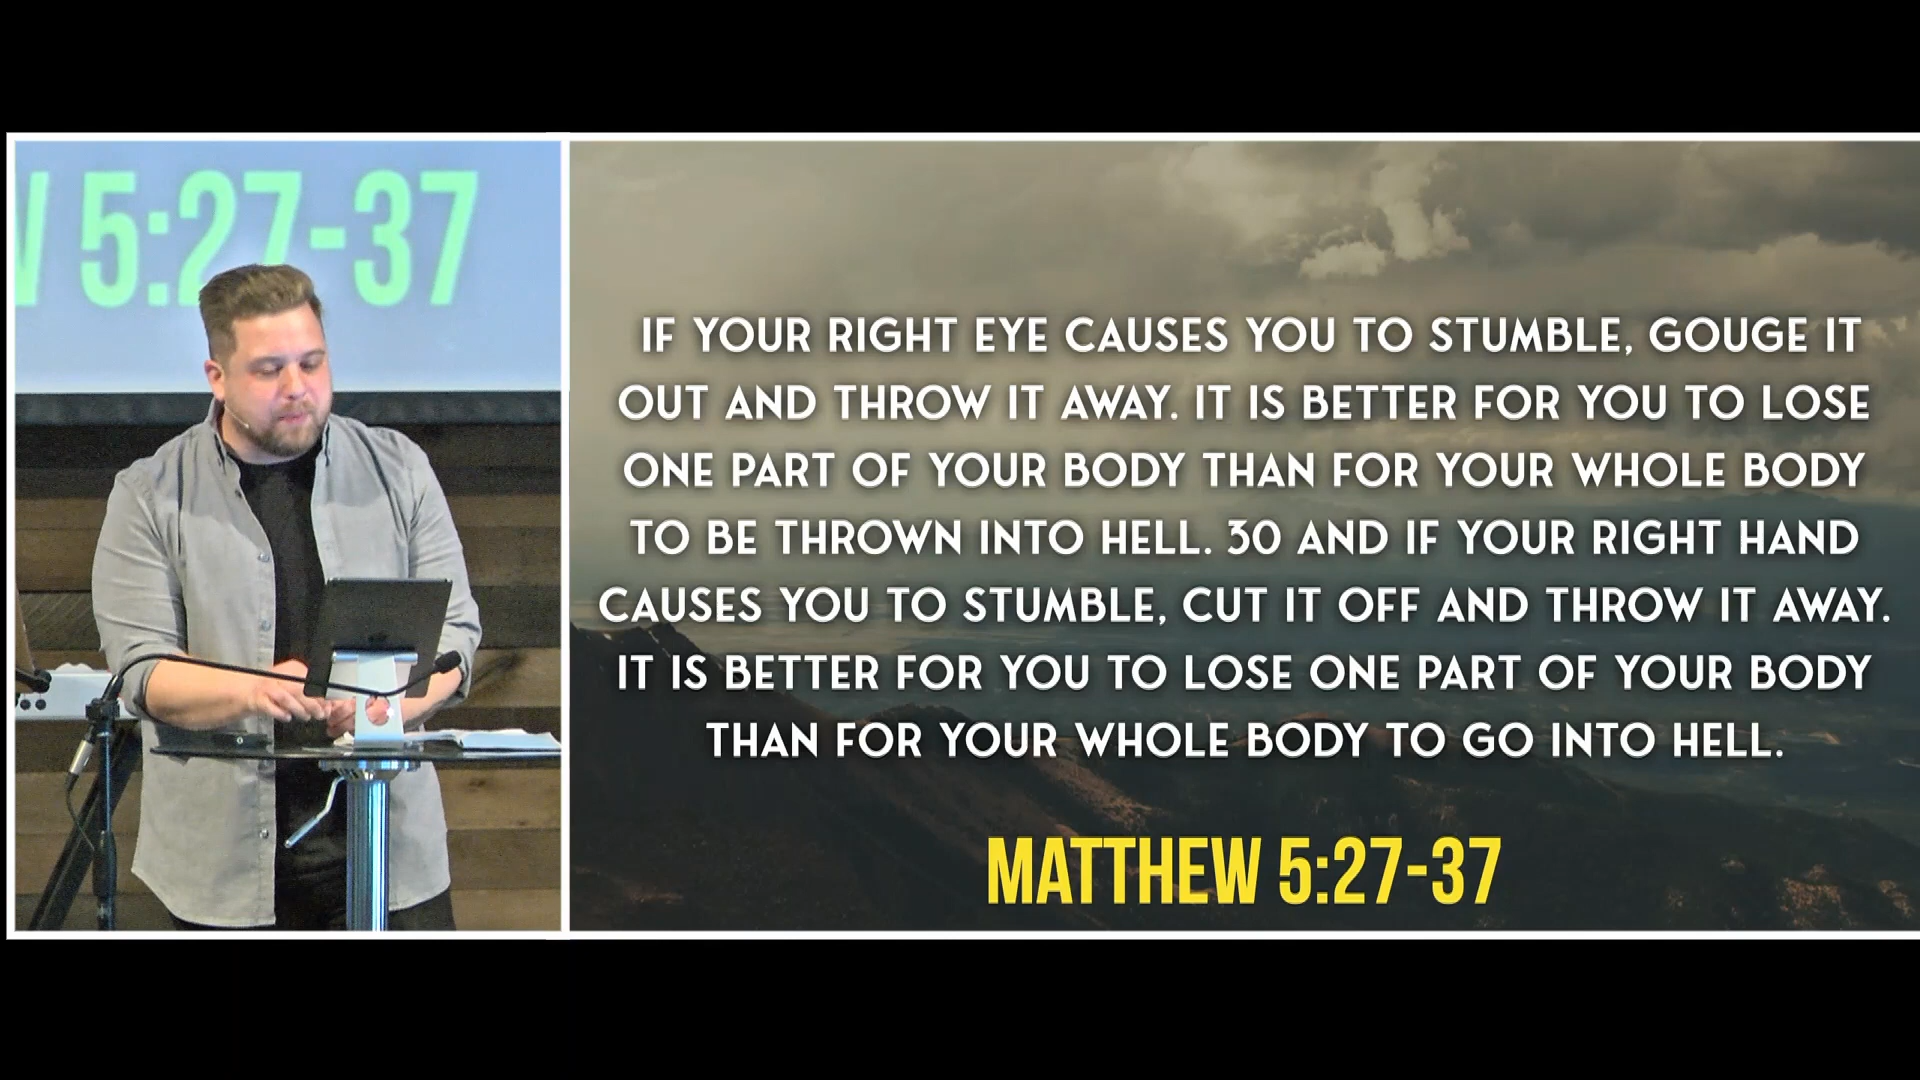 W 5:27-37
IF YOUR RIGHT EYE CAUSES YOU TO STUMBLE, GOUGE IT
OUT AND THROW IT AWAY. IT IS BETTER FOR YOU TO LOSE
ONE PART OF YOUR BODY THAN FOR YOUR WHOLE BODY
TO BE THROWN INTO HELL. 30 AND IF YOUR RIGHT HAND
CAUSES YOU TO STUMBLE, CUT IT OFF AND THROW IT AWAY.
IT IS BETTER FOR YOU TO LOSE ONE PART OF YOUR BODY
THAN FOR YOUR WHOLE BODY TO GO INTO HELL.
MATTHEW 5:27-37